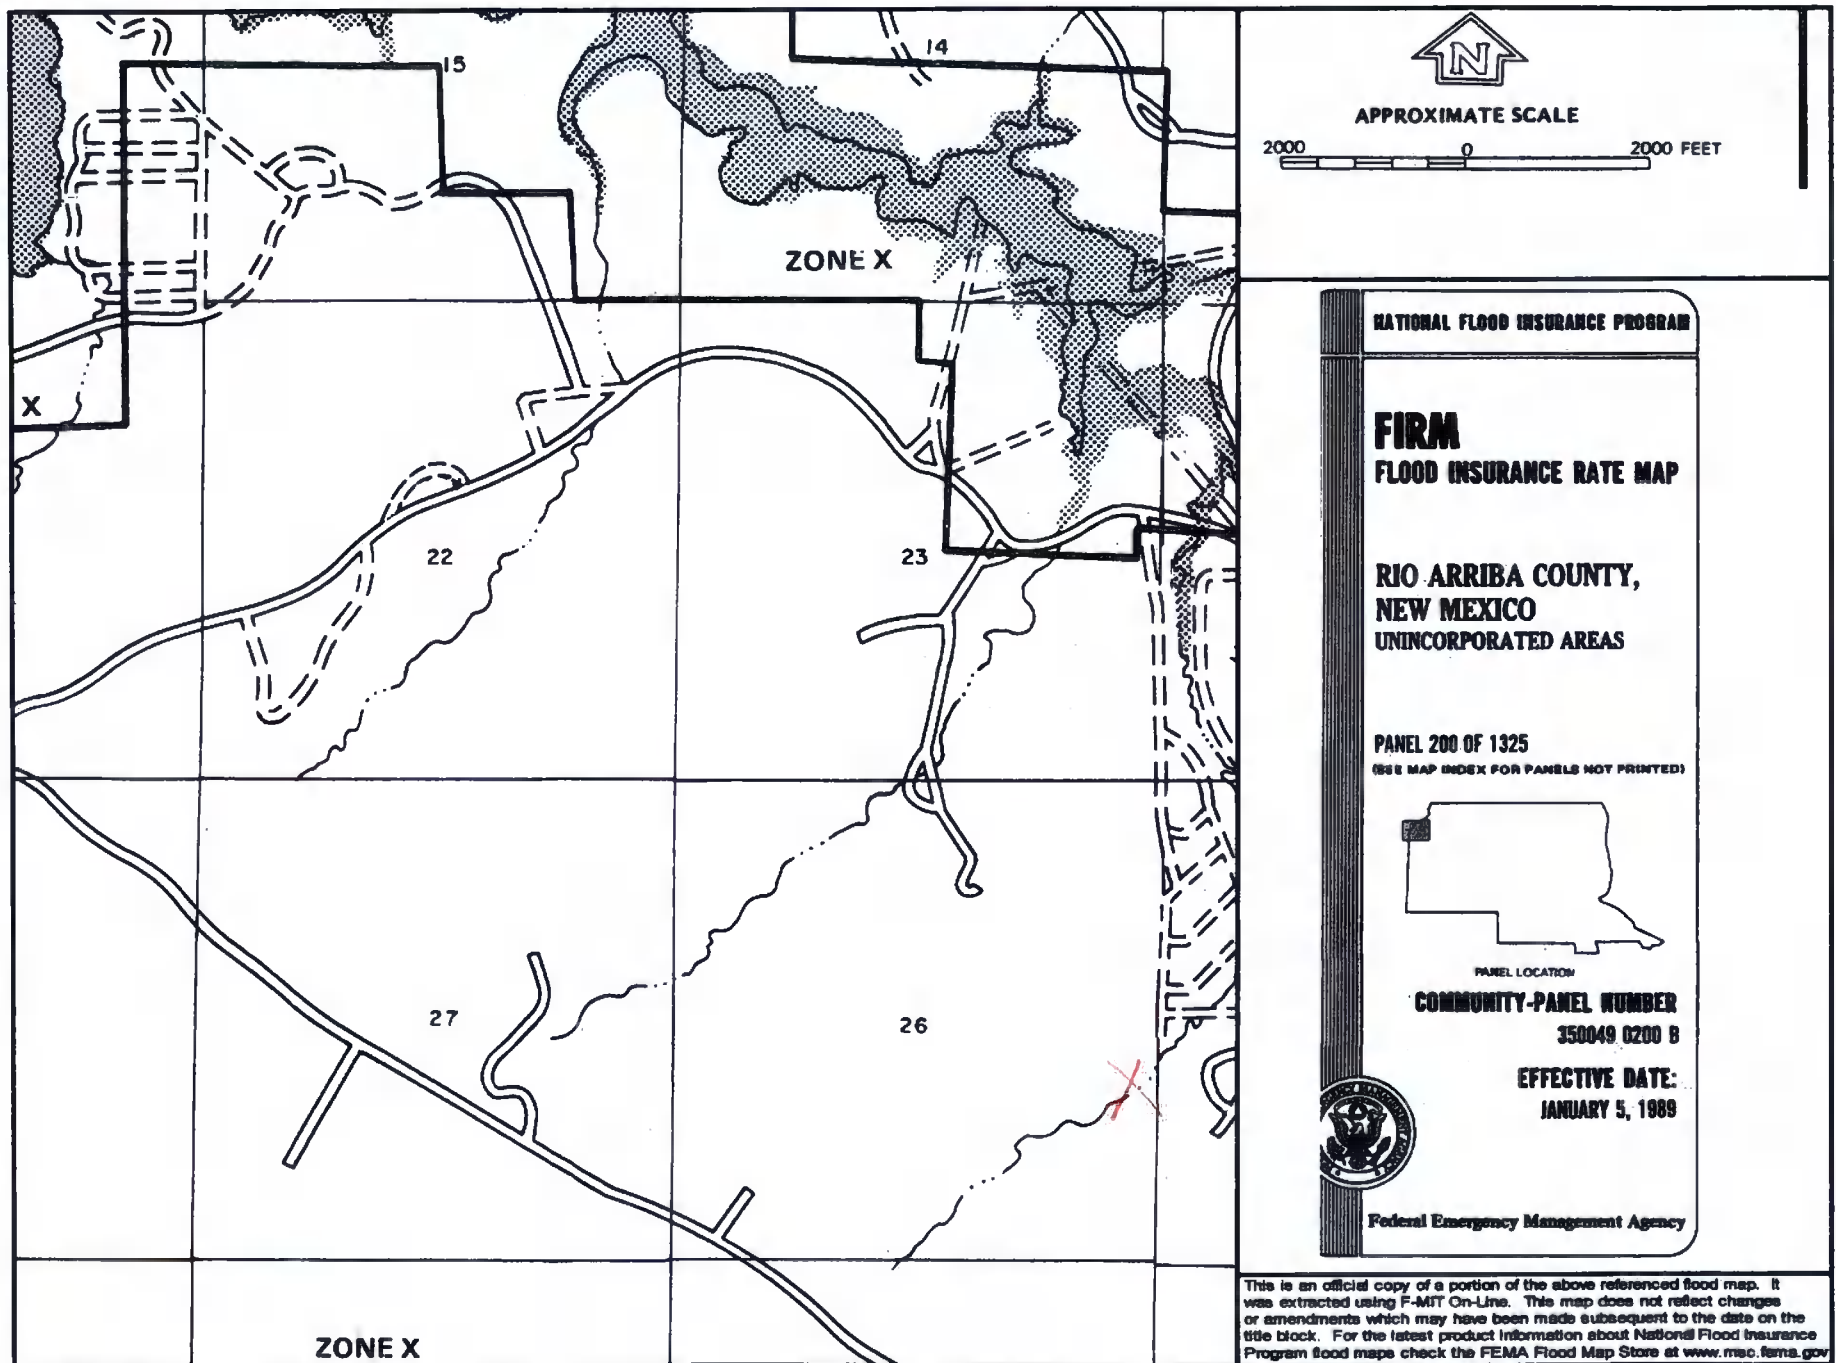 15
14
ZONE X
X
22
23
27
26
ZONE X
N
APPROXIMATE SCALE
2000 0 2000 FEET
NATIONAL FLOOD INSURANCE PROGRAM
FIRM
FLOOD INSURANCE RATE MAP
RIO ARRIBA COUNTY,
NEW MEXICO
UNINCORPORATED AREAS
PANEL 200 OF 1325
(SEE MAP INDEX FOR PANELS NOT PRINTED)
PANEL LOCATION
COMMUNITY-PANEL NUMBER
350049 0200 B
EFFECTIVE DATE:
JANUARY 5, 1989
Federal Emergency Management Agency
This is an official copy of a portion of the above referenced flood map. It
was extracted using F-MIT On-Line. This map does not reflect changes
or amendments which may have been made subsequent to the date on the
title block. For the latest product information about National Flood Insurance
Program flood maps check the FEMA Flood Map Store at www.msc.fema.gov